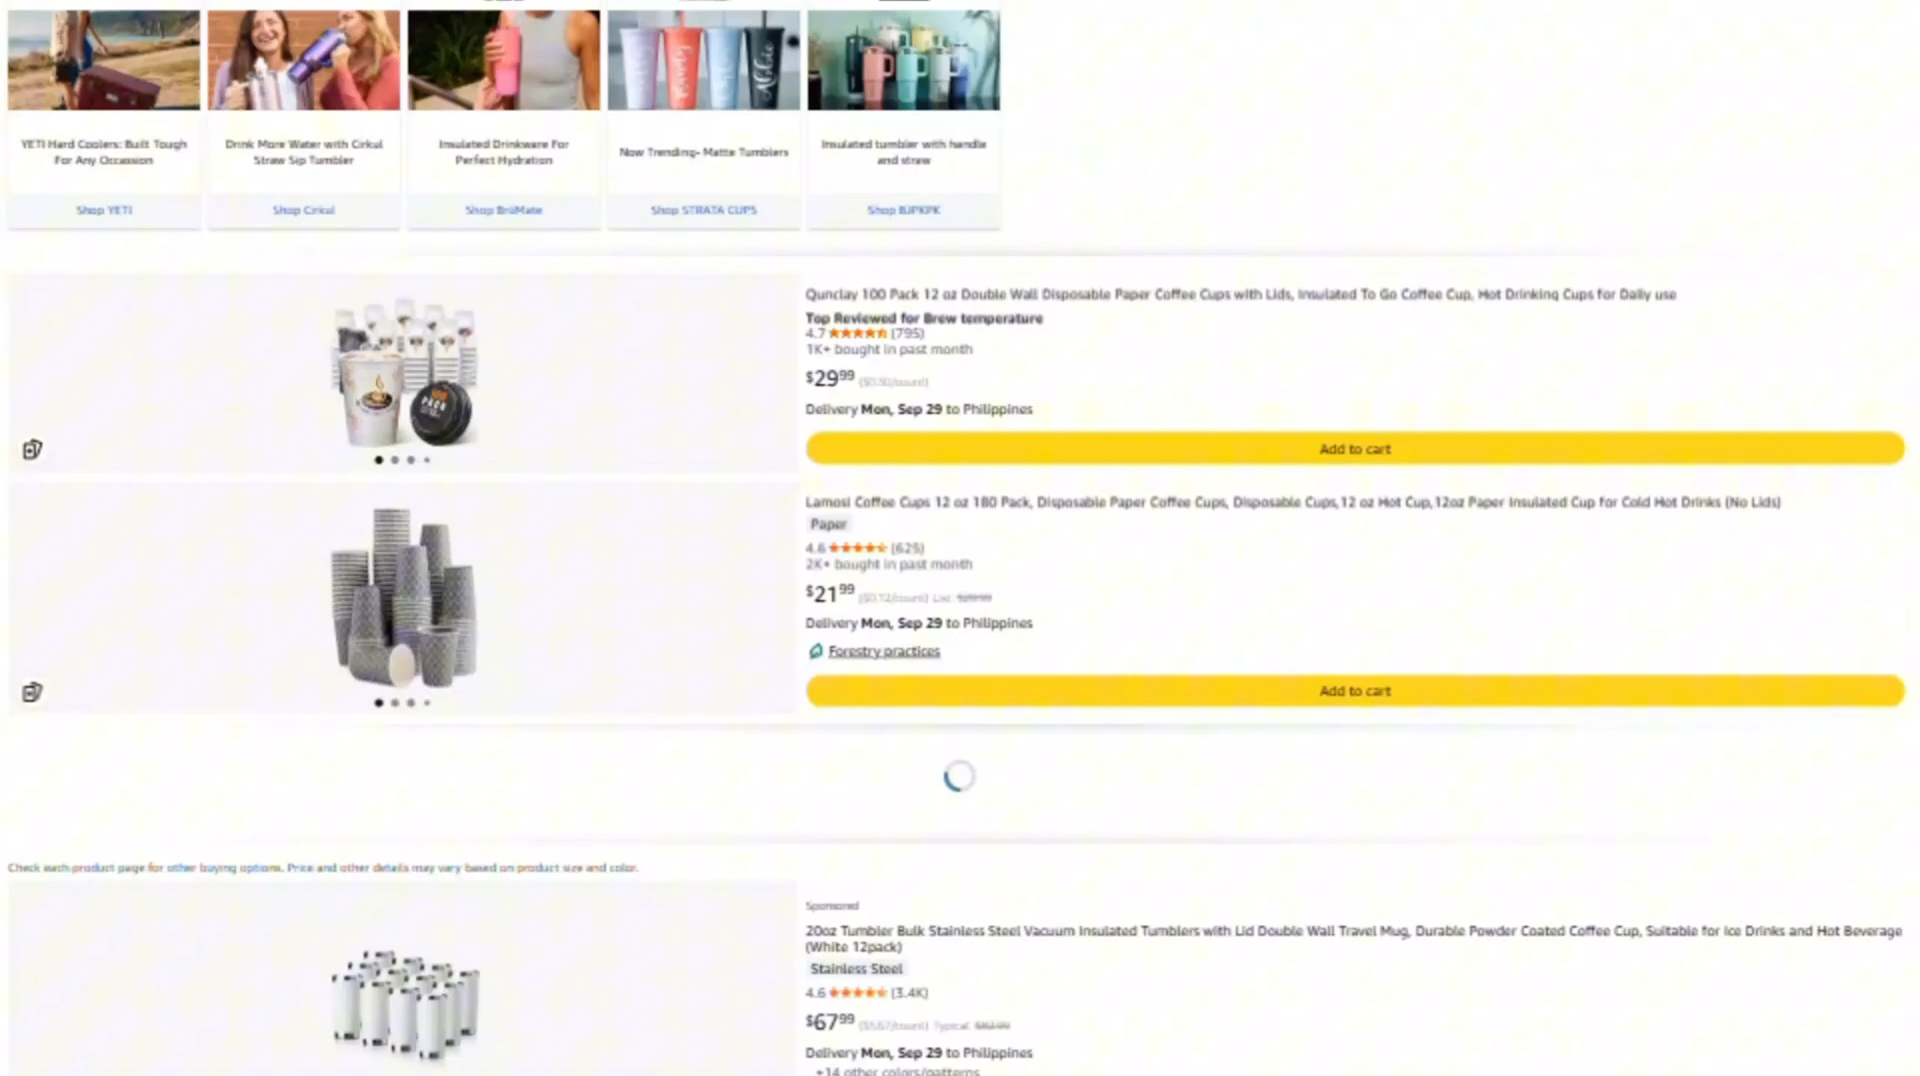 YETI Hard Coolers: Built Tough
For Any Occassion
Shop YETI
Drink More Water with Cirkul
Straw Sip Tumbler
Shop Cirkul
Insulated Drinkware For
Perfect Hydration
Shop BrüMate
Now Trending- Matte Tumblers
Shop STRATA CUPS
Insulated tumbler with handle
and straw
Shop BJPKPK
Qunclay 100 Pack 12 oz Double Wall Disposable Paper Coffee Cups with Lids, Insulated To Go Coffee Cup, Hot Drinking Cups for Daily use
Top Reviewed for Brew temperature
4.7 (795)
1K+ bought in past month
$29.99 ($0.30/count)
Delivery Mon, Sep 29 to Philippines
Add to cart
Lamosi Coffee Cups 12 oz 180 Pack, Disposable Paper Coffee Cups, Disposable Cups,12 oz Hot Cup,12oz Paper Insulated Cup for Cold Hot Drinks (No Lids)
Paper
4.6 (625)
2K+ bought in past month
$21.99 ($0.12/count) List:
Delivery Mon, Sep 29 to Philippines
Forestry practices
Add to cart
Check each product page for other buying options. Price and other details may vary based on product size and color.
Sponsored
20oz Tumbler Bulk Stainless Steel Vacuum Insulated Tumblers with Lid Double Wall Travel Mug, Durable Powder Coated Coffee Cup, Suitable for Ice Drinks and Hot Beverage
(White 12pack)
Stainless Steel
4.6 (3.4K)
$67.99 ($5.67/count) Typical:
Delivery Mon, Sep 29 to Philippines
+14 other colors/patterns